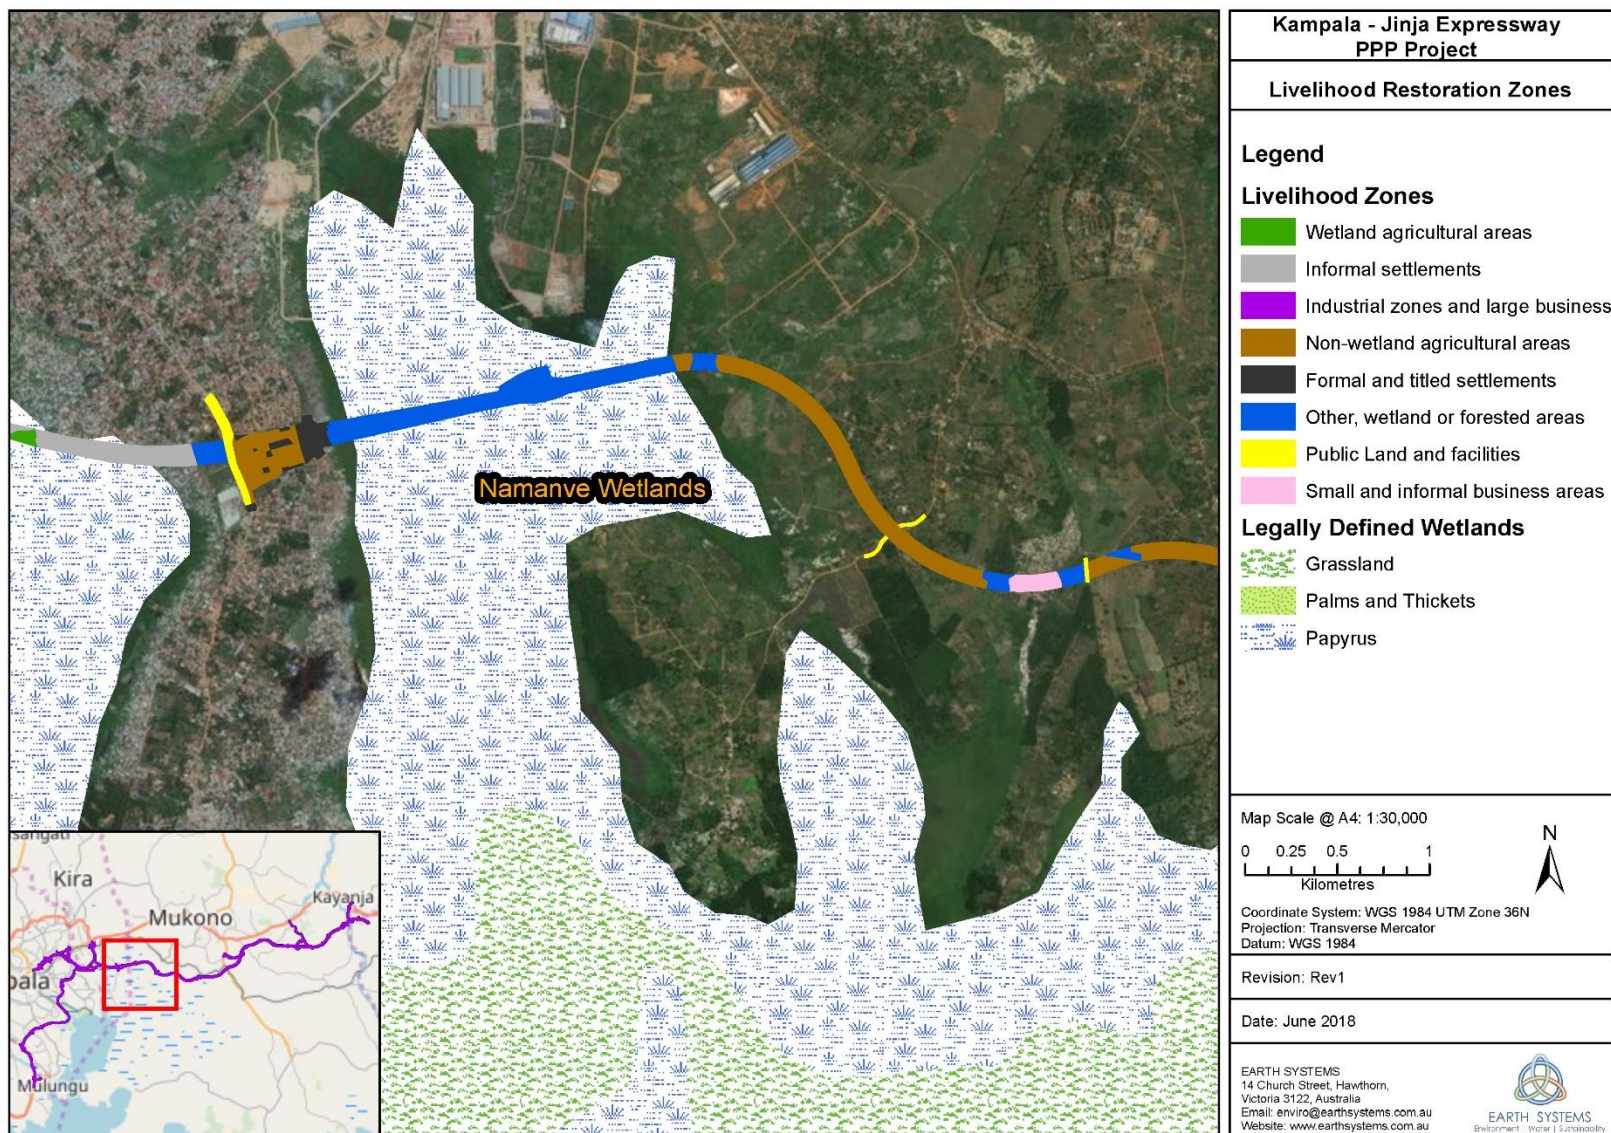 Kampala - Jinja Expressway
PPP Project
Livelihood Restoration Zones
Legend
Livelihood Zones
Wetland agricultural areas
Informal settlements
Industrial zones and large business
Non-wetland agricultural areas
Formal and titled settlements
Other, wetland or forested areas
Public Land and facilities
Small and informal business areas
Legally Defined Wetlands
Grassland
Palms and Thickets
Papyrus
Map Scale @ A4: 1:30,000
0 0.25 0.5 1
Kilometres
N
Coordinate System: WGS 1984 UTM Zone 36N
Projection: Transverse Mercator
Datum: WGS 1984
Revision: Rev1
Date: June 2018
EARTH SYSTEMS
14 Church Street, Hawthorn,
Victoria 3122, Australia
Email: enviro@earthsystems.com.au
Website: www.earthsystems.com.au
EARTH SYSTEMS
Environment | Water | Sustainability
Namanve Wetlands
Kira
Mukono
Kayanja
pala
Mulungu